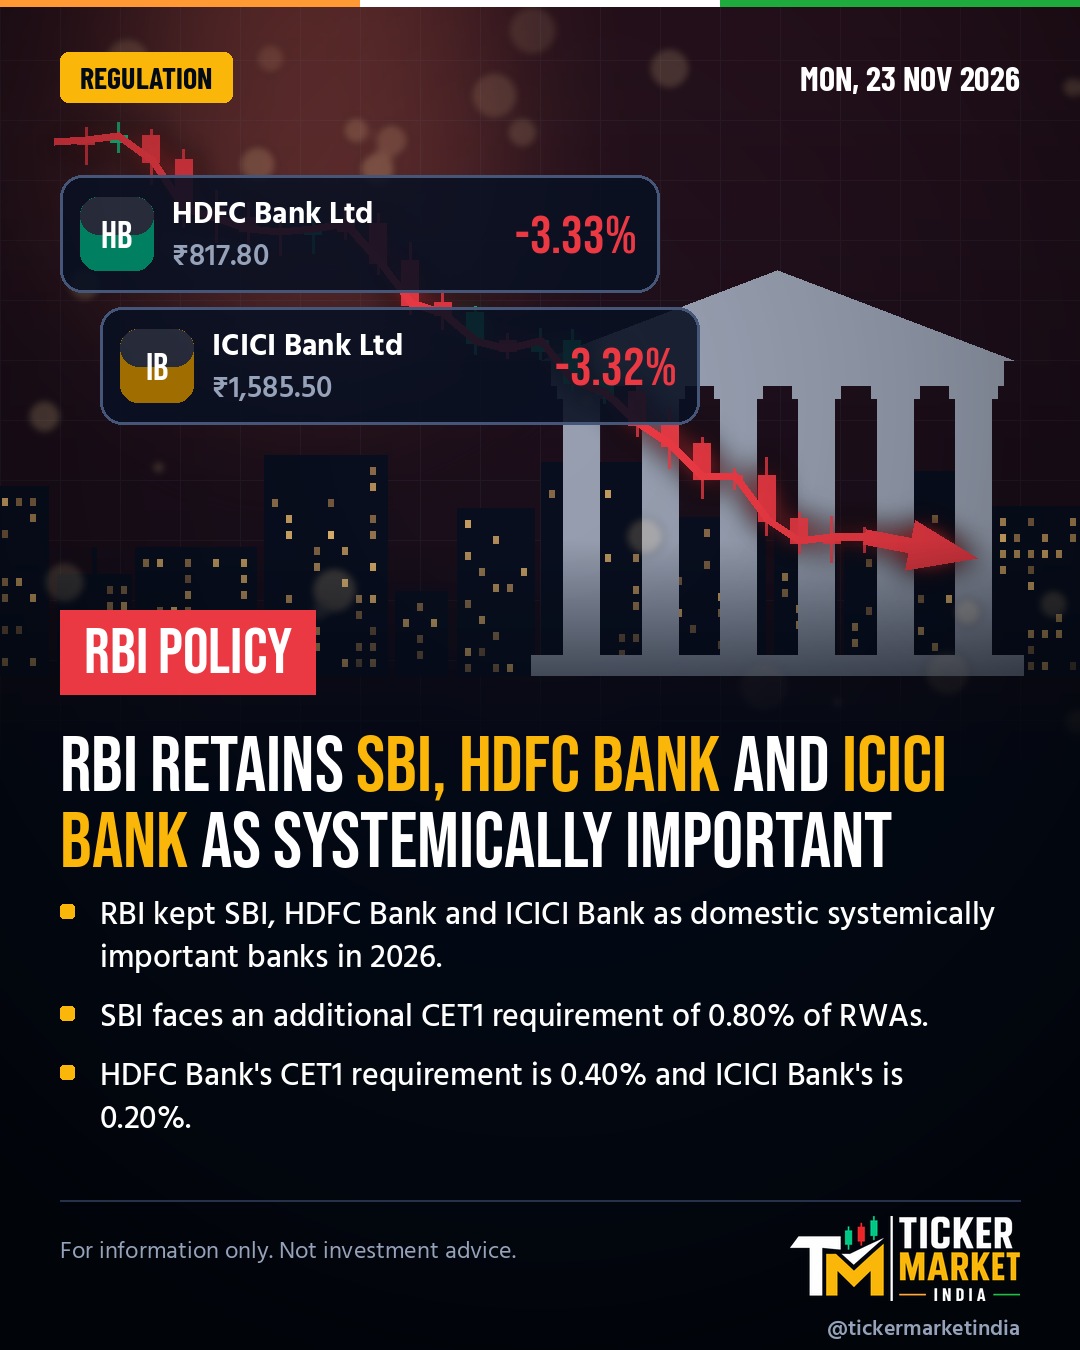 REGULATION
MON, 23 NOV 2026
HB
HDFC Bank Ltd
₹817.80
-3.33%
IB
ICICI Bank Ltd
₹1,585.50
-3.32%
RBI POLICY
RBI RETAINS SBI, HDFC BANK AND ICICI
BANK AS SYSTEMICALLY IMPORTANT
RBI kept SBI, HDFC Bank and ICICI Bank as domestic systemically
important banks in 2026.
SBI faces an additional CET1 requirement of 0.80% of RWAs.
HDFC Bank's CET1 requirement is 0.40% and ICICI Bank's is
0.20%.
For information only. Not investment advice.
TM
TICKER
MARKET
INDIA
@tickermarketindia